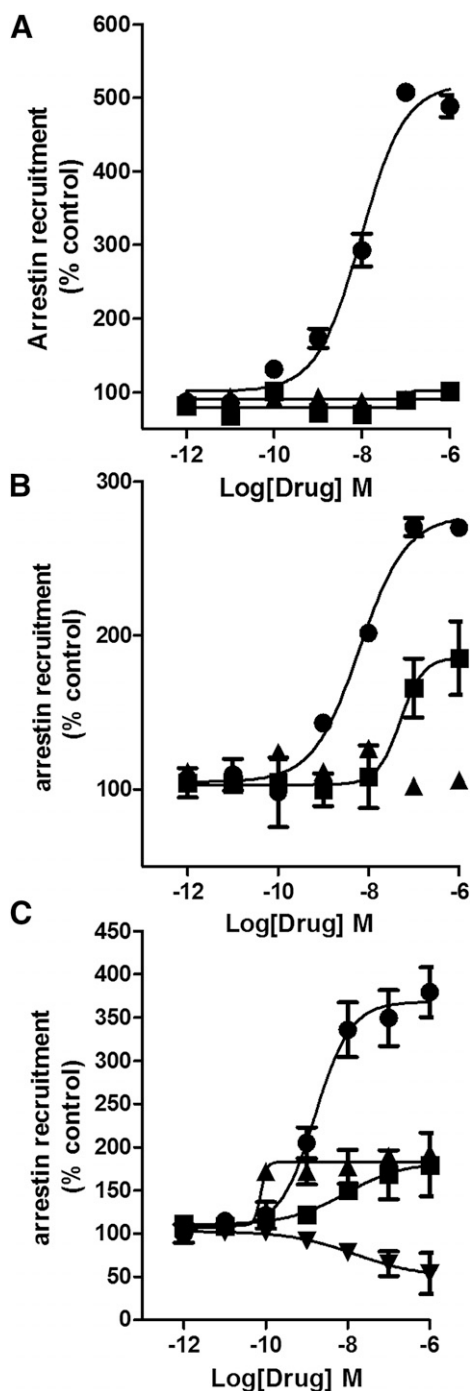 A
Arrestin recruitment
(% control)
600
500
400
300
200
100
-12 -10 -8 -6
Log[Drug] M
B
arrestin recruitment
(% control)
300
200
100
-12 -10 -8 -6
Log[Drug] M
C
arrestin recruitment
(% control)
450
400
350
300
250
200
150
100
50
0
-12 -10 -8 -6
Log[Drug] M